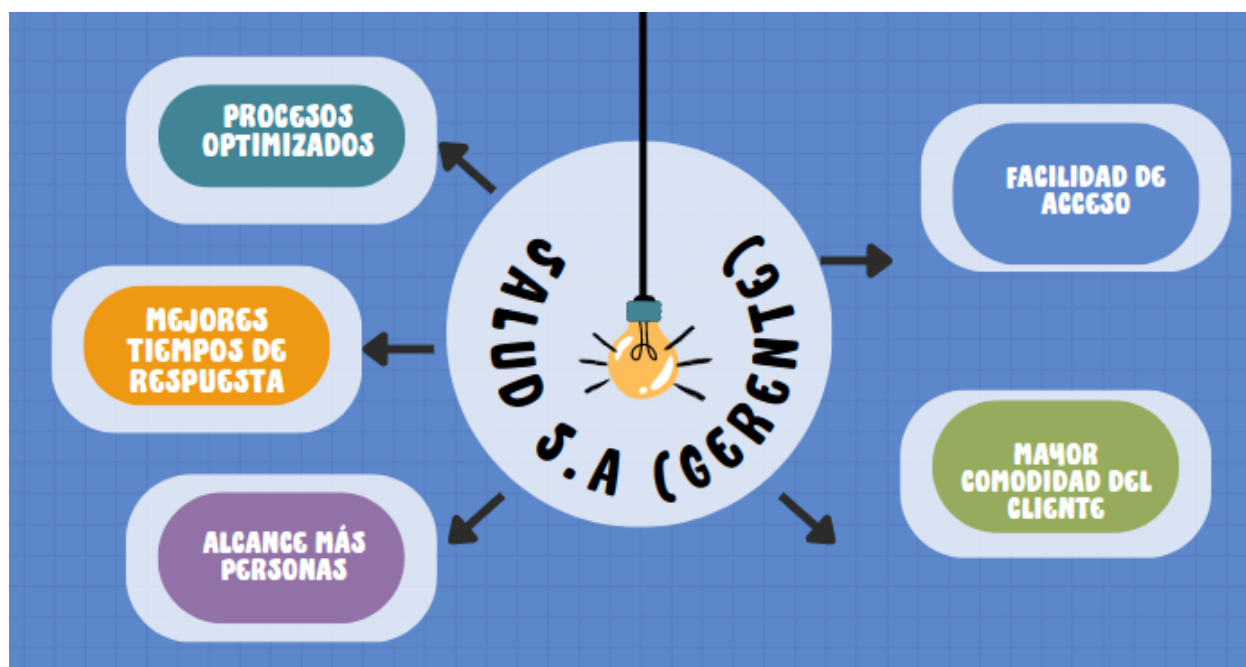 PROCESOS
OPTIMIZADOS
MEJORES
TIEMPOS DE
RESPUESTA
ALCANCE MÁS
PERSONAS
SALUD S.A (GERENTE)
FACILIDAD DE
ACCESO
MAYOR
COMODIDAD DEL
CLIENTE